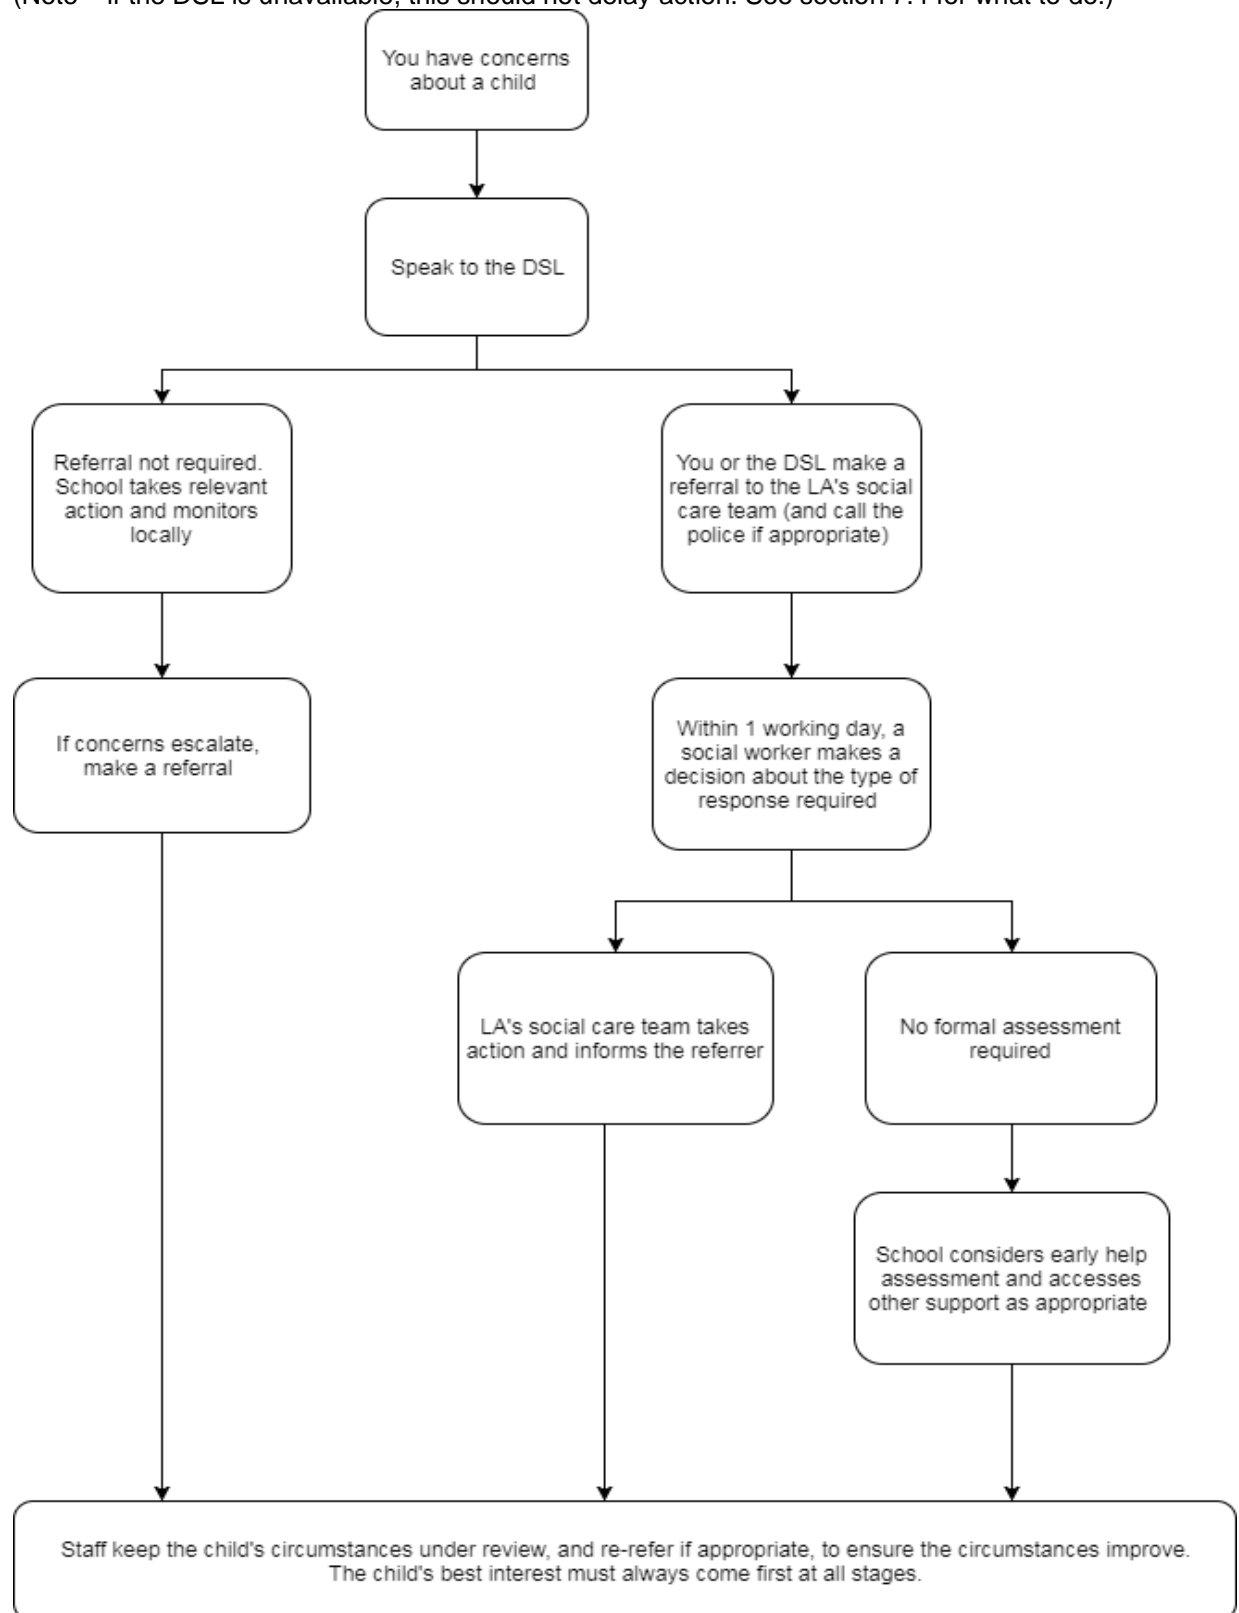 (Note – if the DSL is unavailable, this should not delay action. See section 7.4 for what to do.)
You have concerns
about a child
Speak to the DSL
Referral not required.
School takes relevant
action and monitors
locally
You or the DSL make a
referral to the LA's social
care team (and call the
police if appropriate)
If concerns escalate,
make a referral
Within 1 working day, a
social worker makes a
decision about the type of
response required
LA's social care team takes
action and informs the referrer
No formal assessment
required
School considers early help
assessment and accesses
other support as appropriate
Staff keep the child's circumstances under review, and re-refer if appropriate, to ensure the circumstances improve.
The child's best interest must always come first at all stages.